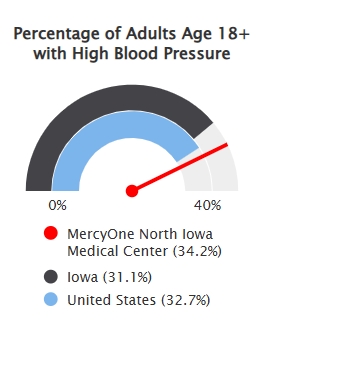 Percentage of Adults Age 18+
with High Blood Pressure
0%
40%
MercyOne North Iowa
Medical Center (34.2%)
Iowa (31.1%)
United States (32.7%)